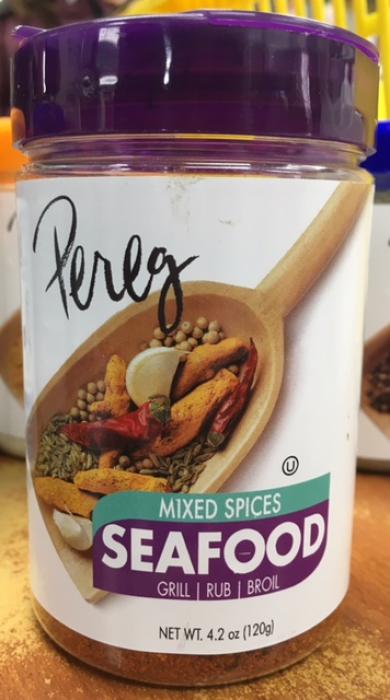 Pereg
U
MIXED SPICES
SEAFOOD
GRILL | RUB | BROIL
NET WT. 4.2 oz (120g)